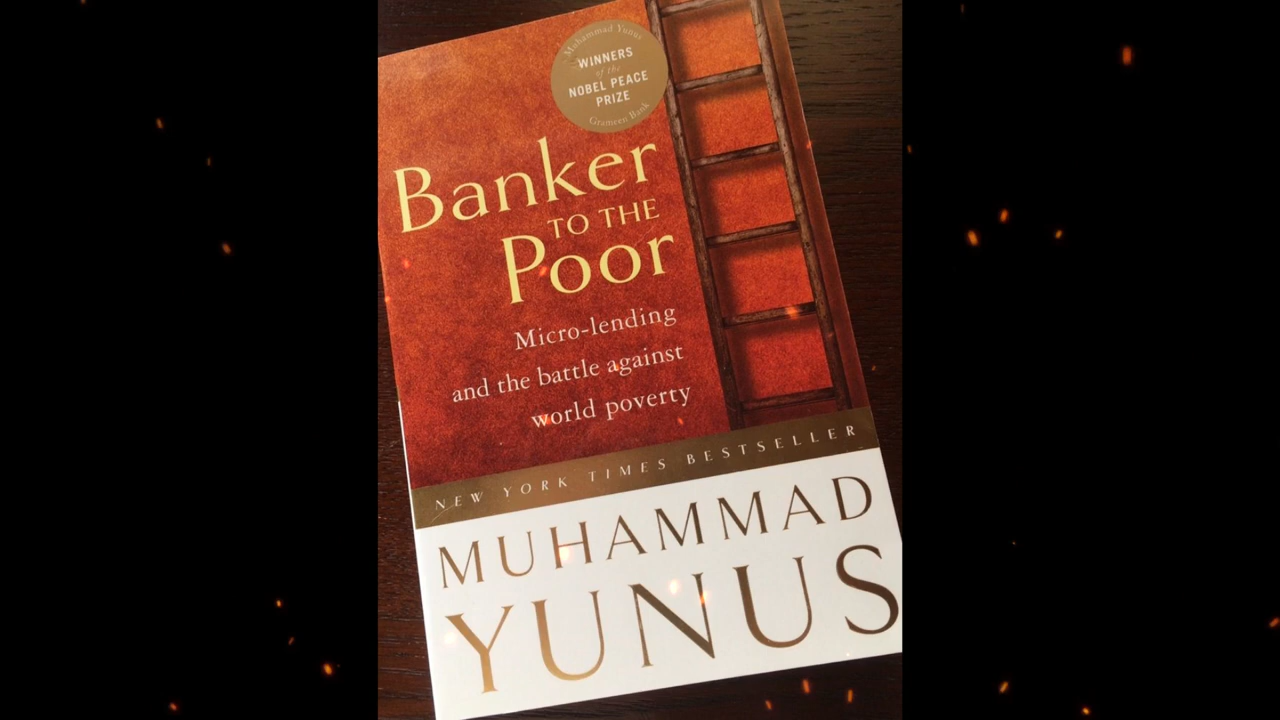 Muhammad Yunus
WINNERS
of the
NOBEL PEACE
PRIZE
Grameen Bank
Banker
TO THE
Poor
Micro-lending
and the battle against
world poverty
NEW YORK TIMES BESTSELLER
MUHAMMAD
YUNUS